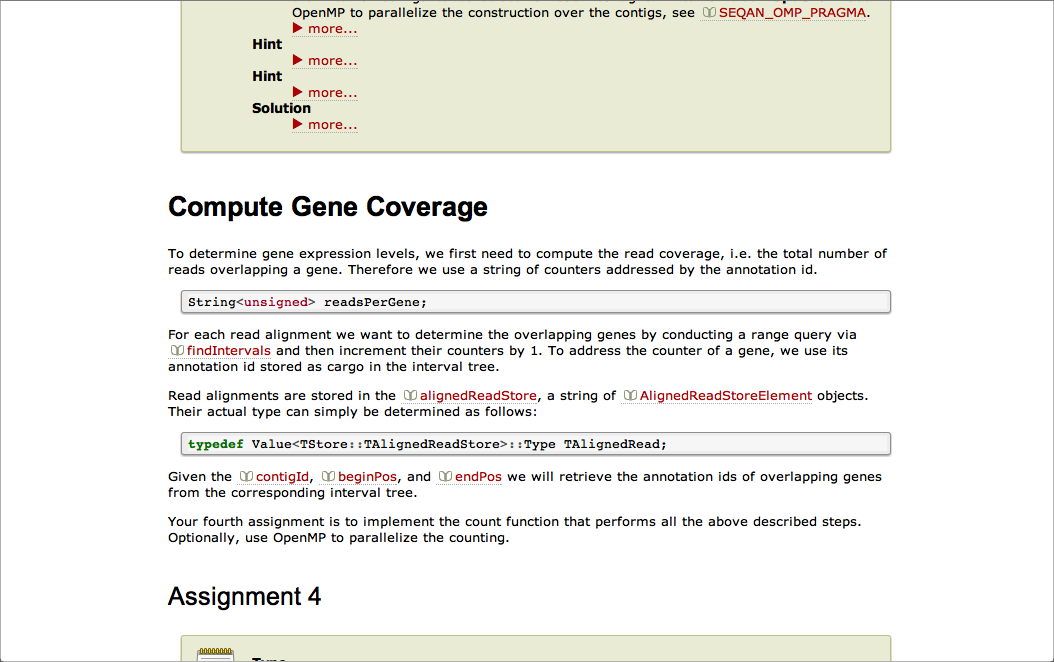 OpenMP to parallelize the construction over the contigs, see SEQAN_OMP_PRAGMA.
more...
Hint
more...
Hint
more...
Solution
more...
Compute Gene Coverage
To determine gene expression levels, we first need to compute the read coverage, i.e. the total number of
reads overlapping a gene. Therefore we use a string of counters addressed by the annotation id.
String<unsigned> readsPerGene;
For each read alignment we want to determine the overlapping genes by conducting a range query via
findIntervals and then increment their counters by 1. To address the counter of a gene, we use its
annotation id stored as cargo in the interval tree.
Read alignments are stored in the alignedReadStore, a string of AlignedReadStoreElement objects.
Their actual type can simply be determined as follows:
typedef Value<TStore::TAlignedReadStore>::Type TAlignedRead;
Given the contigId, beginPos, and endPos we will retrieve the annotation ids of overlapping genes
from the corresponding interval tree.
Your fourth assignment is to implement the count function that performs all the above described steps.
Optionally, use OpenMP to parallelize the counting.
Assignment 4